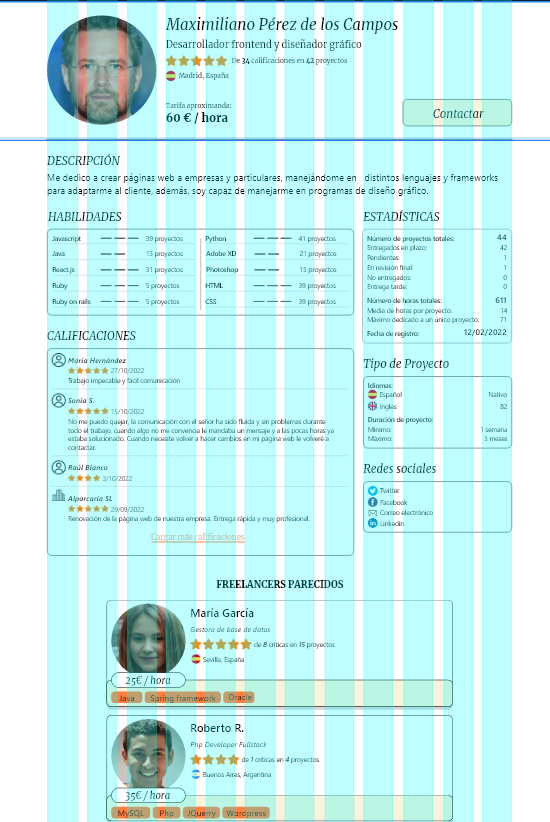 Maximiliano Pérez de los Campos
Desarrollador frontend y diseñador gráfico
De 34 calificaciones en 42 proyectos
Madrid, España
Tarifa aproximanda:
60 € / hora
Contactar
DESCRIPCIÓN
Me dedico a crear páginas web a empresas y particulares, manejándome en distintos lenguajes y frameworks
para adaptarme al cliente, además, soy capaz de manejarme en programas de diseño gráfico.
HABILIDADES
Javascript 39 proyectos
Java 13 proyectos
React.js 31 proyectos
Ruby 5 proyectos
Ruby on rails 5 proyectos
Python 41 proyectos
Adobe XD 21 proyectos
Photoshop 15 proyectos
HTML 39 proyectos
CSS 39 proyectos
ESTADÍSTICAS
Número de proyectos totales: 44
Entregados en plazo: 42
Pendientes: 1
En revisión final: 1
No entregados: 0
Entrega tarde: 0
Número de horas totales: 611
Media de horas por proyecto: 14
Máximo dedicado a un único proyecto: 71
Fecha de registro: 12/02/2022
CALIFICACIONES
María Hernández
27/10/2022
Trabajo impecable y fácil comunicación
Sonia S.
15/10/2022
No me puedo quejar, la comunicación con el señor ha sido fluida y sin problemas durante
todo el trabajo, cuando algo no me convencía le mandaba un mensaje y a las pocas horas ya
estaba solucionado. Cuando necesite volver a hacer cambios en mi página web le volveré a
contactar.
Raúl Blanco
3/10/2022
Alparcaria SL
29/09/2022
Renovación de la página web de nuestra empresa. Entrega rápida y muy profesional.
Cargar más calificaciones
Tipo de Proyecto
Idiomas:
Español Nativo
Inglés B2
Duración de proyecto:
Mínimo: 1 semana
Máximo: 3 meses
Redes sociales
Twitter
Facebook
Correo electrónico
Linkedin
FREELANCERS PARECIDOS
María García
Gestora de base de datos
de 8 críticas en 15 proyectos
Sevilla, España
25€ / hora
Java Spring framework Oracle
Roberto R.
Php Developer Fullstack
de 1 críticas en 4 proyectos
Buenos Aires, Argentina
35€ / hora
MySQL Php JQuerry Wordpress